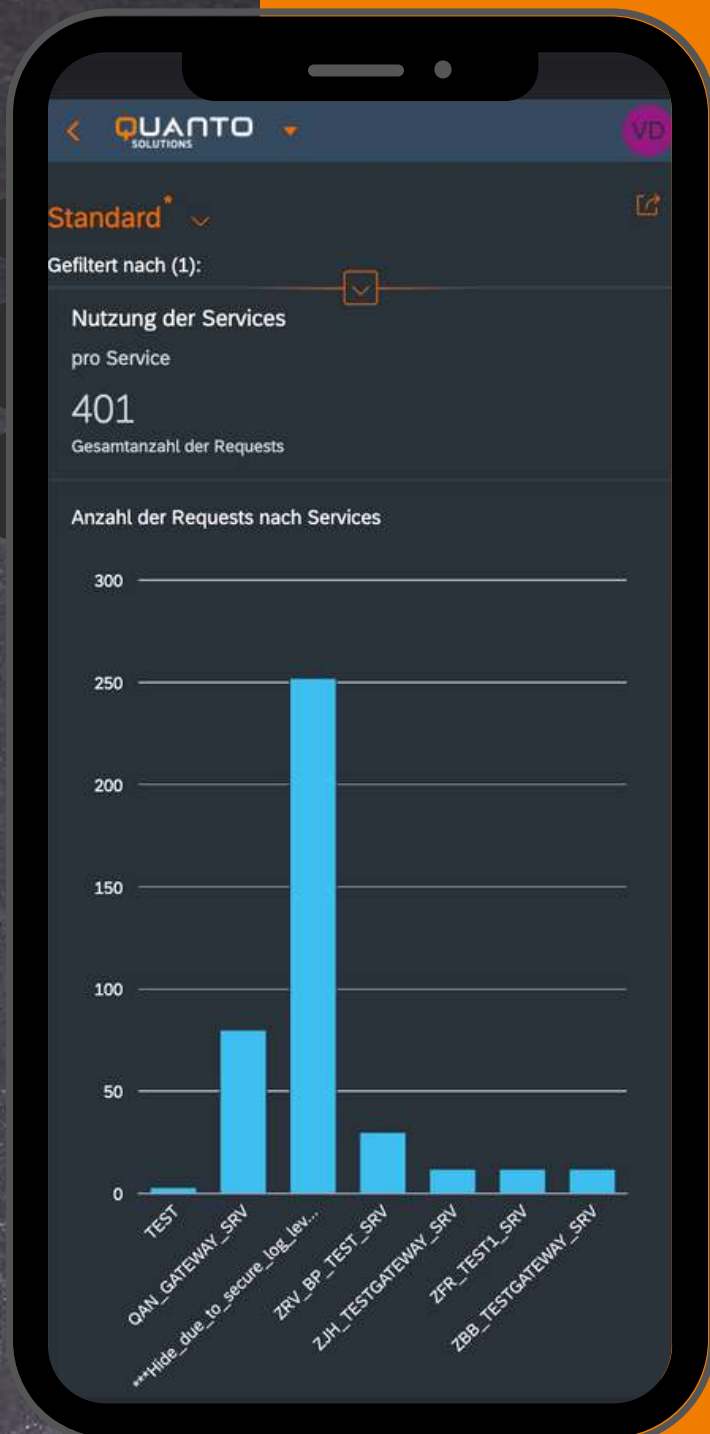 QUANTO
SOLUTIONS
VD
Standard*
Gefiltert nach (1):
Nutzung der Services
pro Service
401
Gesamtanzahl der Requests
Anzahl der Requests nach Services
300
250
200
150
100
50
0
TEST
QAN_GATEWAY_SRV
***Hide_due_to_secure_log_lev...
ZRV_BP_TEST_SRV
ZJH_TESTGATEWAY_SRV
ZFR_TEST1_SRV
ZBB_TESTGATEWAY_SRV